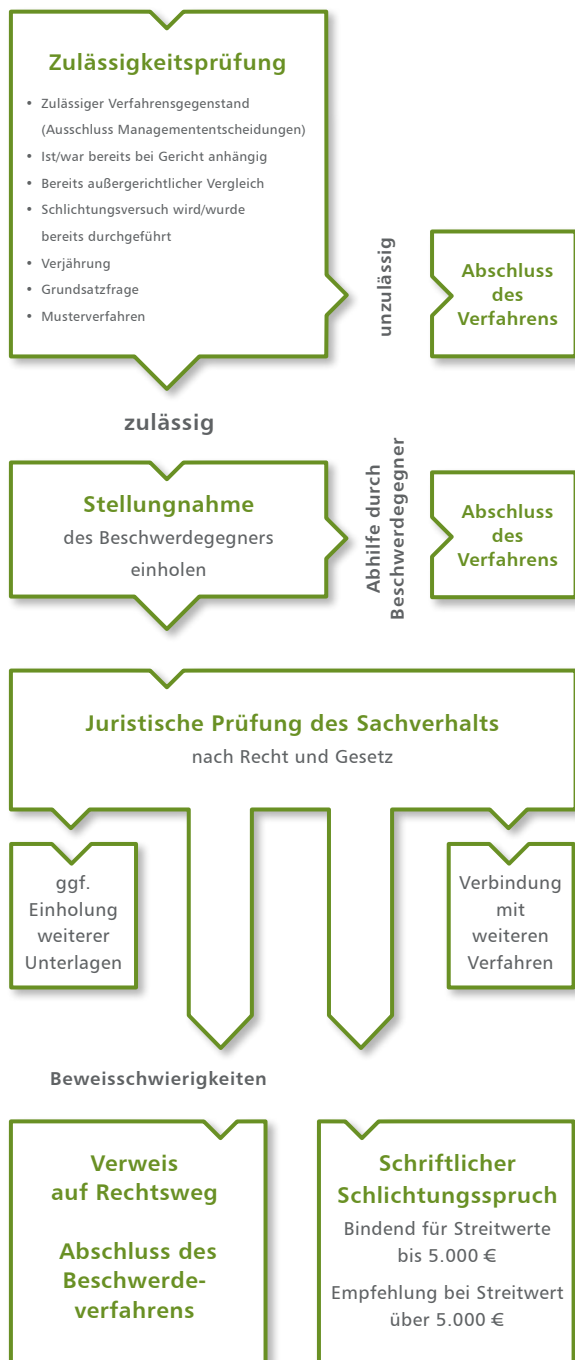 Zulässigkeitsprüfung
• Zulässiger Verfahrensgegenstand
(Ausschluss Managemententscheidungen)
• Ist/war bereits bei Gericht anhängig
• Bereits außergerichtlicher Vergleich
• Schlichtungsversuch wird/wurde
bereits durchgeführt
• Verjährung
• Grundsatzfrage
• Musterverfahren
unzulässig
Abschluss
des
Verfahrens
zulässig
Stellungnahme
des Beschwerdegegners
einholen
Abhilfe durch
Beschwerdegegner
Abschluss
des
Verfahrens
Juristische Prüfung des Sachverhalts
nach Recht und Gesetz
ggf.
Einholung
weiterer
Unterlagen
Verbindung
mit
weiteren
Verfahren
Beweisschwierigkeiten
Verweis
auf Rechtsweg
Abschluss des
Beschwerde-
verfahrens
Schriftlicher
Schlichtungsspruch
Bindend für Streitwerte
bis 5.000 €
Empfehlung bei Streitwert
über 5.000 €